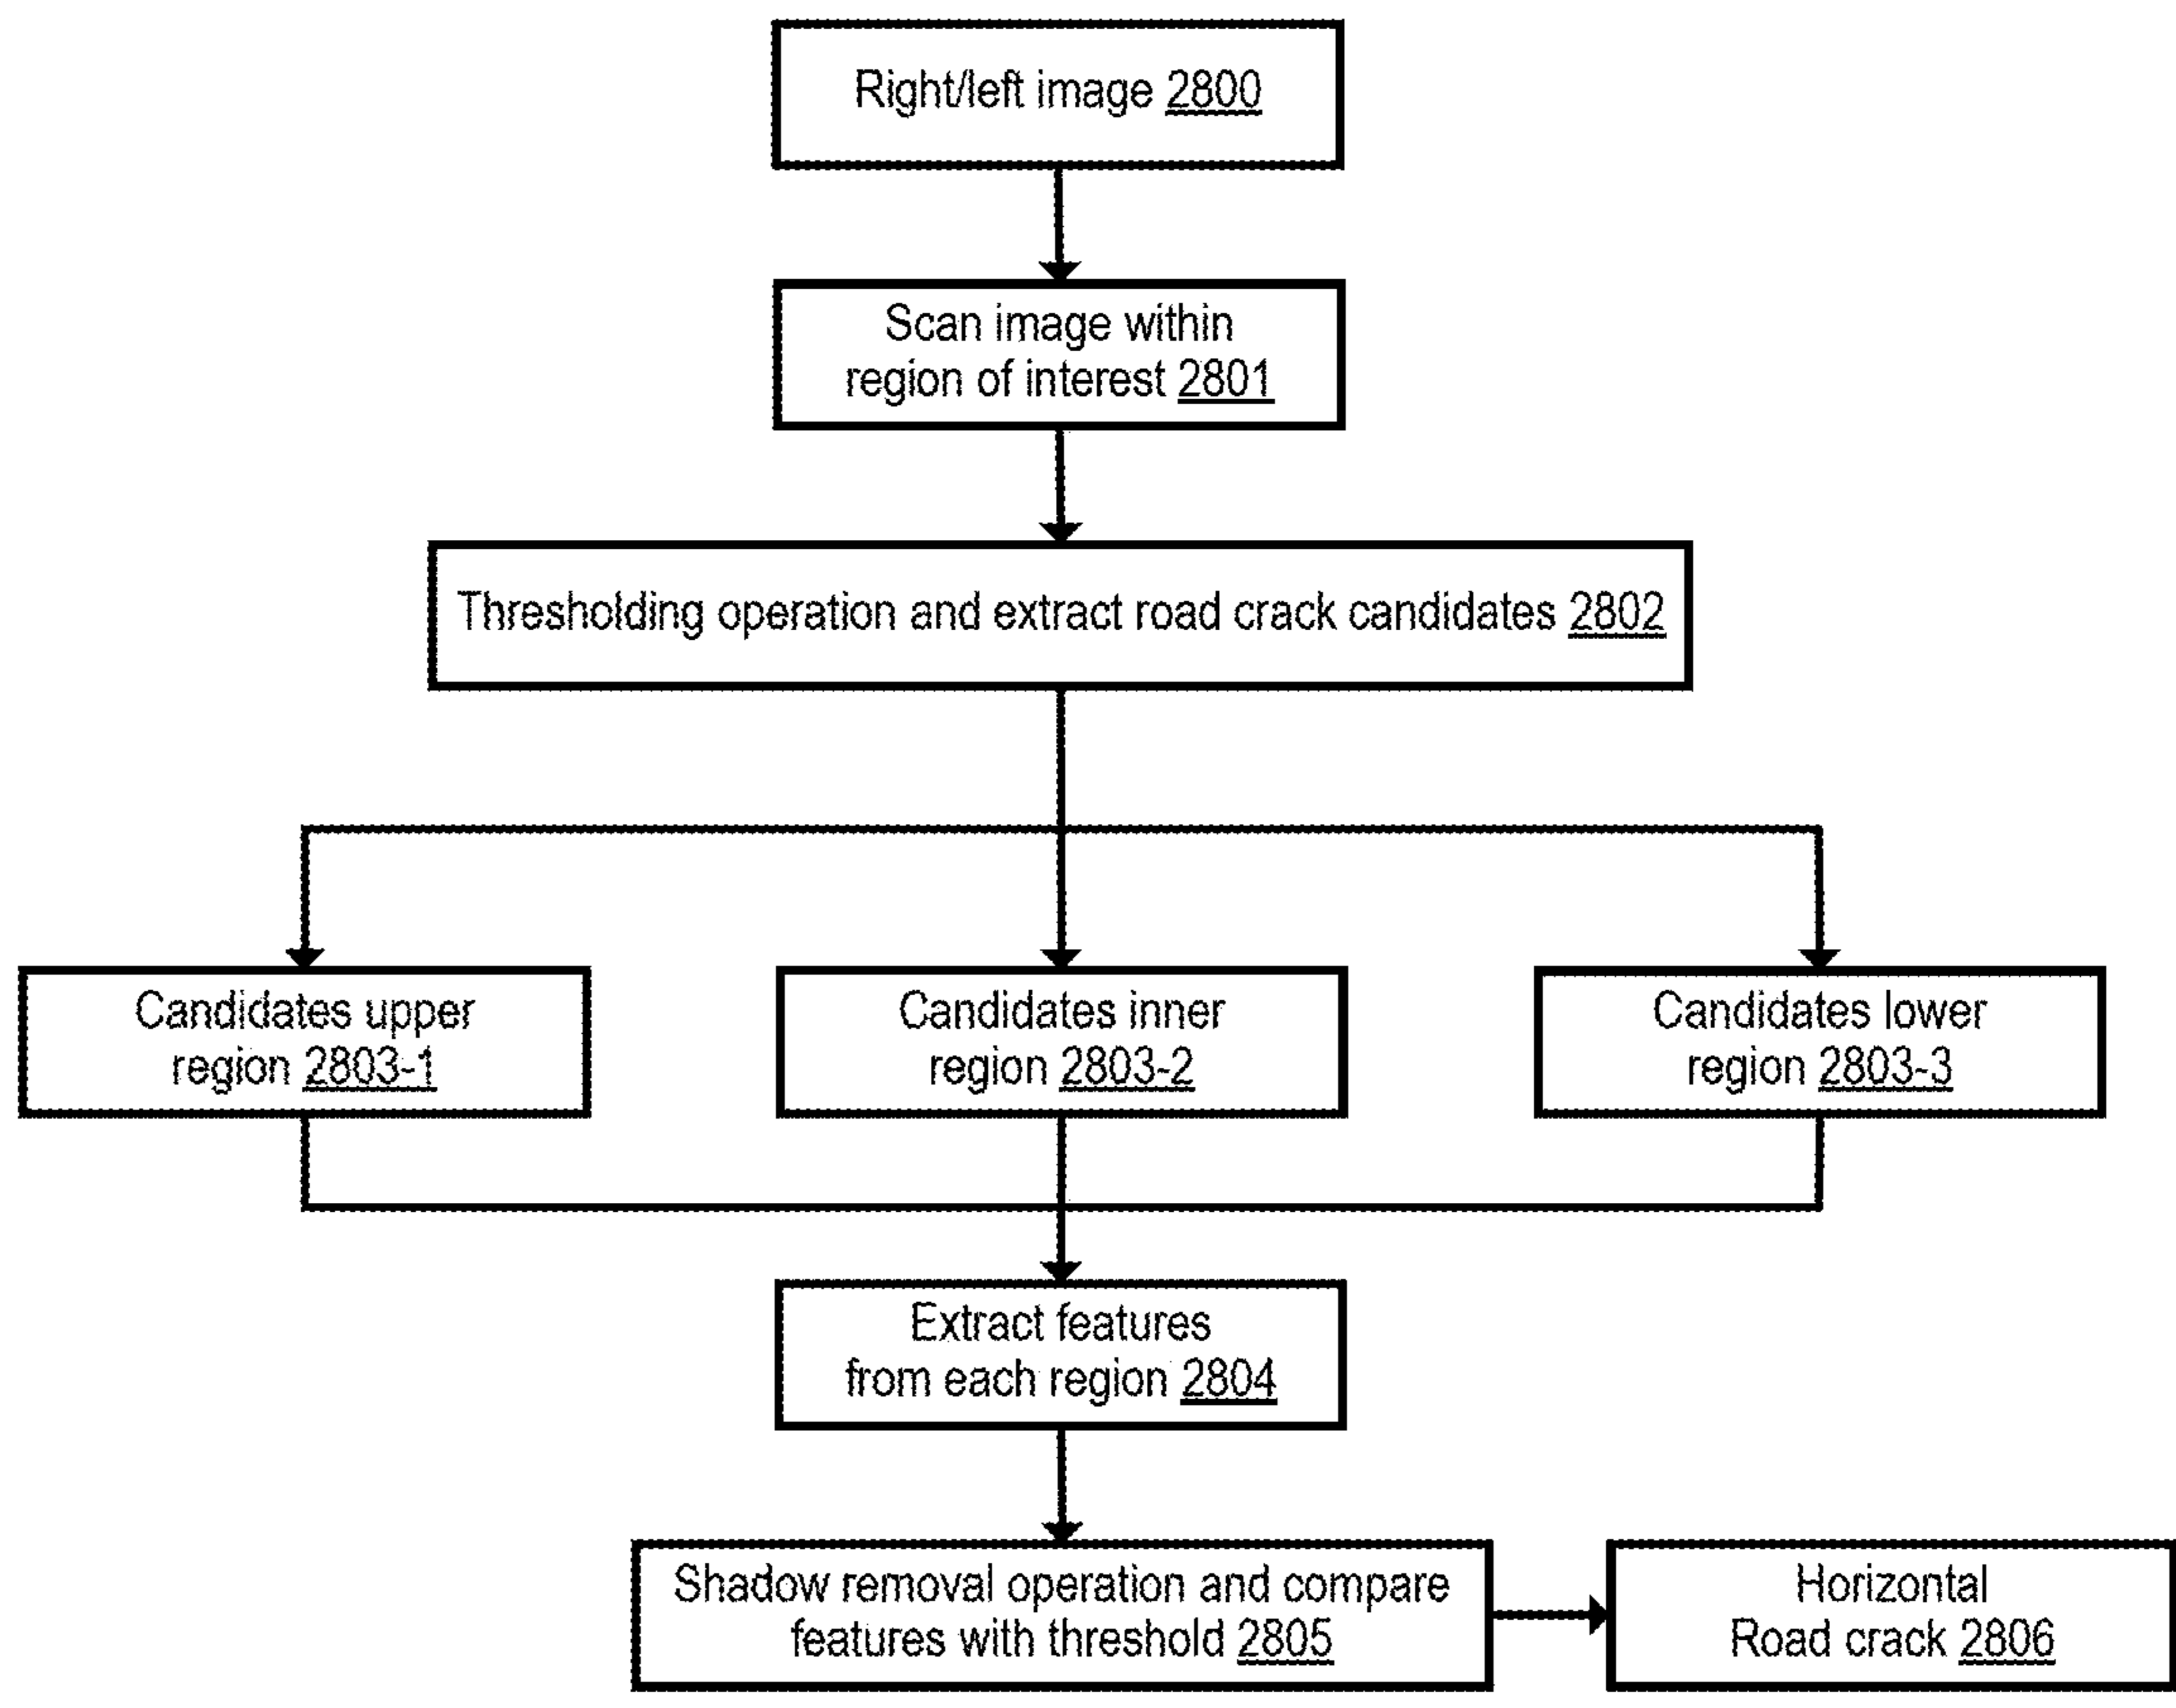 Right/left image 2800
Scan image within
region of interest 2801
Thresholding operation and extract road crack candidates 2802
Candidates upper
region 2803-1
Candidates inner
region 2803-2
Candidates lower
region 2803-3
Extract features
from each region 2804
Shadow removal operation and compare
features with threshold 2805
Horizontal
Road crack 2806